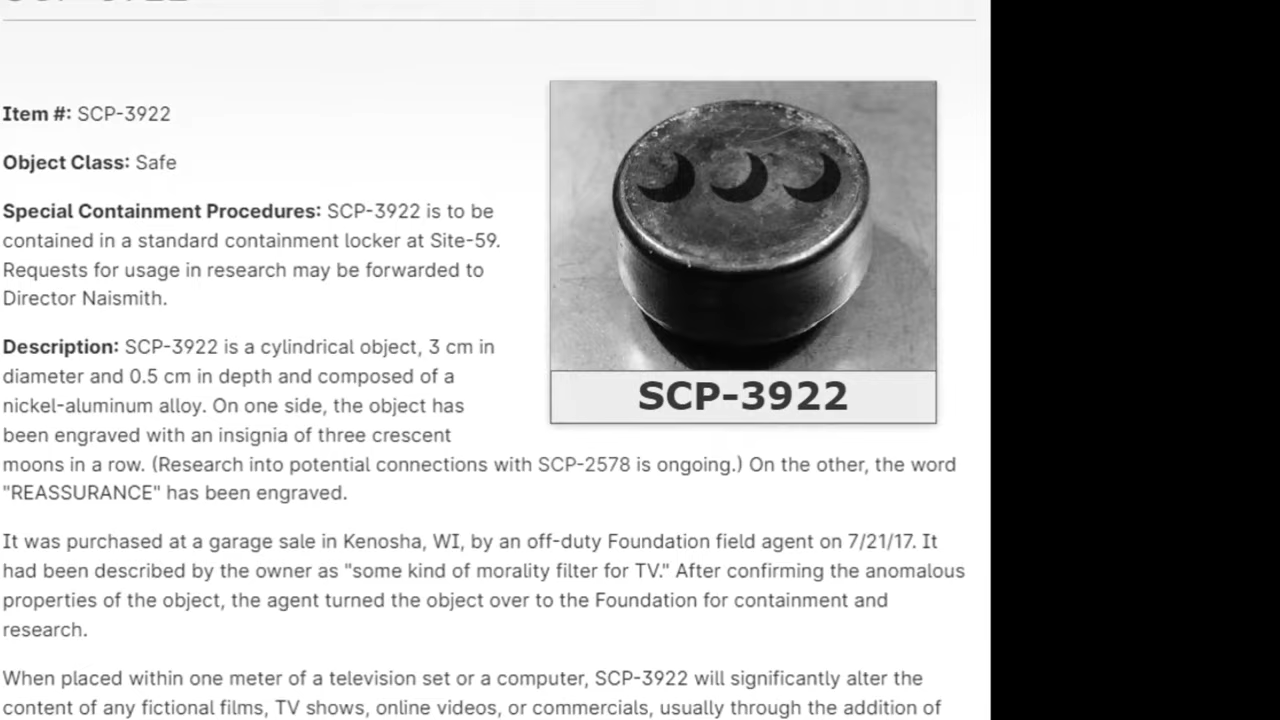 Item #: SCP-3922
Object Class: Safe
Special Containment Procedures: SCP-3922 is to be
contained in a standard containment locker at Site-59.
Requests for usage in research may be forwarded to
Director Naismith.
Description: SCP-3922 is a cylindrical object, 3 cm in
diameter and 0.5 cm in depth and composed of a
nickel-aluminum alloy. On one side, the object has
been engraved with an insignia of three crescent
moons in a row. (Research into potential connections with SCP-2578 is ongoing.) On the other, the word
"REASSURANCE" has been engraved.
SCP-3922
It was purchased at a garage sale in Kenosha, WI, by an off-duty Foundation field agent on 7/21/17. It
had been described by the owner as "some kind of morality filter for TV." After confirming the anomalous
properties of the object, the agent turned the object over to the Foundation for containment and
research.
When placed within one meter of a television set or a computer, SCP-3922 will significantly alter the
content of any fictional films, TV shows, online videos, or commercials, usually through the addition of